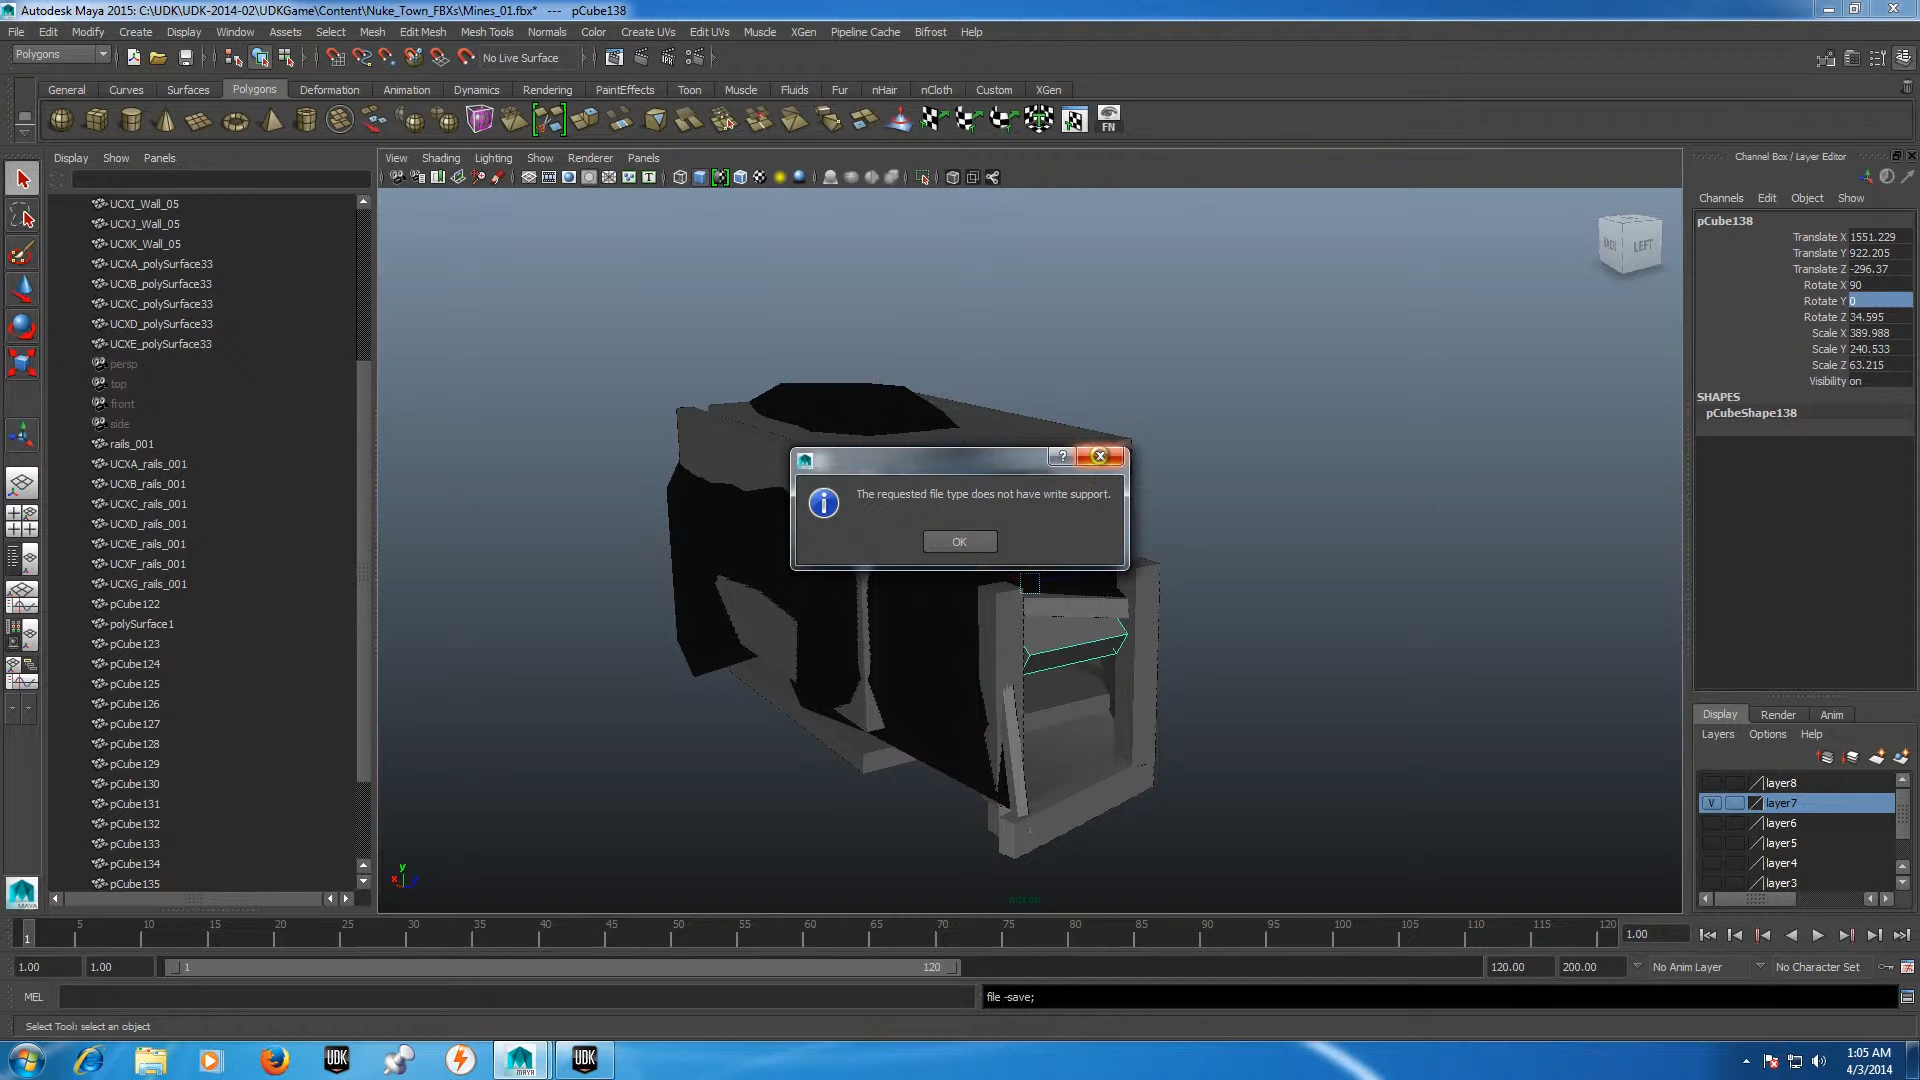 Autodesk Maya 2015: C:\UDK\UDK-2014-02\UDKGame\Content\Nuke_Town_FBXs\Mines_01.fbx* --- pCube138
File Edit Modify Create Display Window Assets Select Mesh Edit Mesh Mesh Tools Normals Color Create UVs Edit UVs Muscle XGen Pipeline Cache Bifrost Help
Polygons No Live Surface
General Curves Surfaces Polygons Deformation Animation Dynamics Rendering PaintEffects Toon Muscle Fluids Fur nHair nCloth Custom XGen
FN
Display Show Panels
View Shading Lighting Show Renderer Panels
Channel Box / Layer Editor
Channels Edit Object Show
pCube138
Translate X 1551.229
Translate Y 922.205
Translate Z -296.37
Rotate X 90
Rotate Y 0
Rotate Z 34.595
Scale X 389.988
Scale Y 240.533
Scale Z 63.215
Visibility on
SHAPES
pCubeShape138
UCXI_Wall_05
UCXJ_Wall_05
UCXK_Wall_05
UCXA_polySurface33
UCXB_polySurface33
UCXC_polySurface33
UCXD_polySurface33
UCXE_polySurface33
persp
top
front
side
rails_001
UCXA_rails_001
UCXB_rails_001
UCXC_rails_001
UCXD_rails_001
UCXE_rails_001
UCXF_rails_001
UCXG_rails_001
pCube122
polySurface1
pCube123
pCube124
pCube125
pCube126
pCube127
pCube128
pCube129
pCube130
pCube131
pCube132
pCube133
pCube134
pCube135
LEFT
BACK
The requested file type does not have write support.
OK
y
x
persp
Display Render Anim
Layers Options Help
layer8
V layer7
layer6
layer5
layer4
layer3
MAYA
1 5 10 15 20 25 30 35 40 45 50 55 60 65 70 75 80 85 90 95 100 105 110 115 120
1.00
1.00 1.00 1 120 120.00 200.00 No Anim Layer No Character Set
MEL file -save;
Select Tool: select an object
UDK MAYA UDK
1:05 AM
4/3/2014